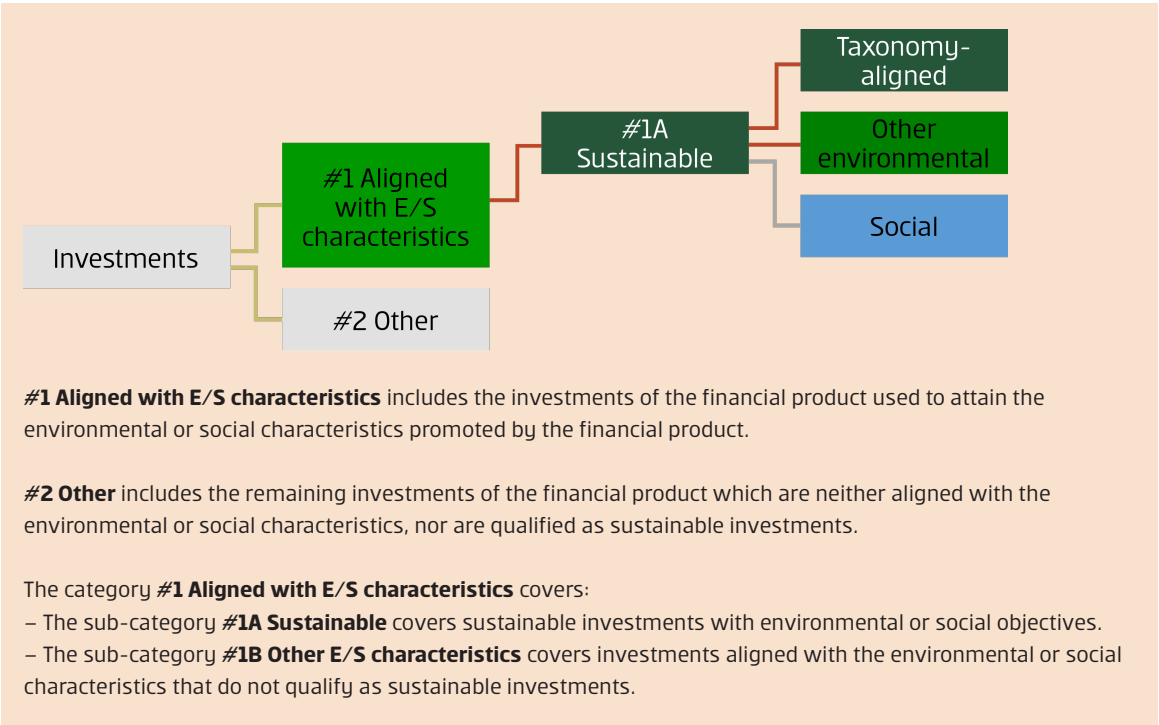 Taxonomy-
aligned
#1A
Sustainable
Other
environmental
#1 Aligned
with E/S
characteristics
Social
Investments
#2 Other
#1 Aligned with E/S characteristics includes the investments of the financial product used to attain the
environmental or social characteristics promoted by the financial product.
#2 Other includes the remaining investments of the financial product which are neither aligned with the
environmental or social characteristics, nor are qualified as sustainable investments.
The category #1 Aligned with E/S characteristics covers:
– The sub-category #1A Sustainable covers sustainable investments with environmental or social objectives.
– The sub-category #1B Other E/S characteristics covers investments aligned with the environmental or social
characteristics that do not qualify as sustainable investments.